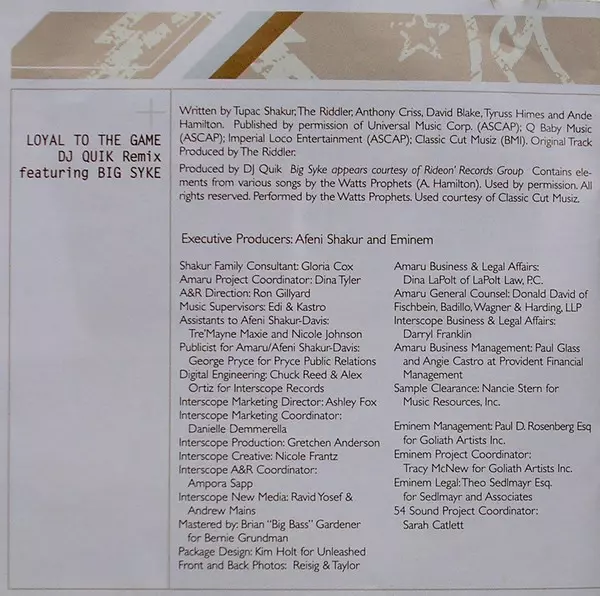 LOYAL TO THE GAME
DJ QUIK Remix
featuring BIG SYKE
Written by Tupac Shakur, The Riddler, Anthony Criss, David Blake, Tyruss Himes and Ande
Hamilton. Published by permission of Universal Music Corp. (ASCAP); Q Baby Music
(ASCAP); Imperial Loco Entertainment (ASCAP); Classic Cut Musiz (BMI). Original Track
Produced by The Riddler.
Produced by DJ Quik Big Syke appears courtesy of Rideon' Records Group Contains ele-
ments from various songs by the Watts Prophets (A. Hamilton). Used by permission. All
rights reserved. Performed by the Watts Prophets. Used courtesy of Classic Cut Musiz.
Executive Producers: Afeni Shakur and Eminem
Shakur Family Consultant: Gloria Cox
Amaru Project Coordinator: Dina Tyler
A&R Direction: Ron Gillyard
Music Supervisors: Edi & Kastro
Assistants to Afeni Shakur-Davis:
Tre'Mayne Maxie and Nicole Johnson
Publicist for Amaru/Afeni Shakur-Davis:
George Pryce for Pryce Public Relations
Digital Engineering: Chuck Reed & Alex
Ortiz for Interscope Records
Interscope Marketing Director: Ashley Fox
Interscope Marketing Coordinator:
Danielle Demmerella
Interscope Production: Gretchen Anderson
Interscope Creative: Nicole Frantz
Interscope A&R Coordinator:
Ampora Sapp
Interscope New Media: Ravid Yosef &
Andrew Mains
Mastered by: Brian "Big Bass" Gardener
for Bernie Grundman
Package Design: Kim Holt for Unleashed
Front and Back Photos: Reisig & Taylor
Amaru Business & Legal Affairs:
Dina LaPolt of LaPolt Law, P.C.
Amaru General Counsel: Donald David of
Fischbein, Badillo, Wagner & Harding, LLP
Interscope Business & Legal Affairs:
Darryl Franklin
Amaru Business Management: Paul Glass
and Angie Castro at Provident Financial
Management
Sample Clearance: Nancie Stern for
Music Resources, Inc.
Eminem Management: Paul D. Rosenberg Esq
for Goliath Artists Inc.
Eminem Project Coordinator:
Tracy McNew for Goliath Artists Inc.
Eminem Legal: Theo Sedlmayr Esq.
for Sedlmayr and Associates
54 Sound Project Coordinator:
Sarah Catlett